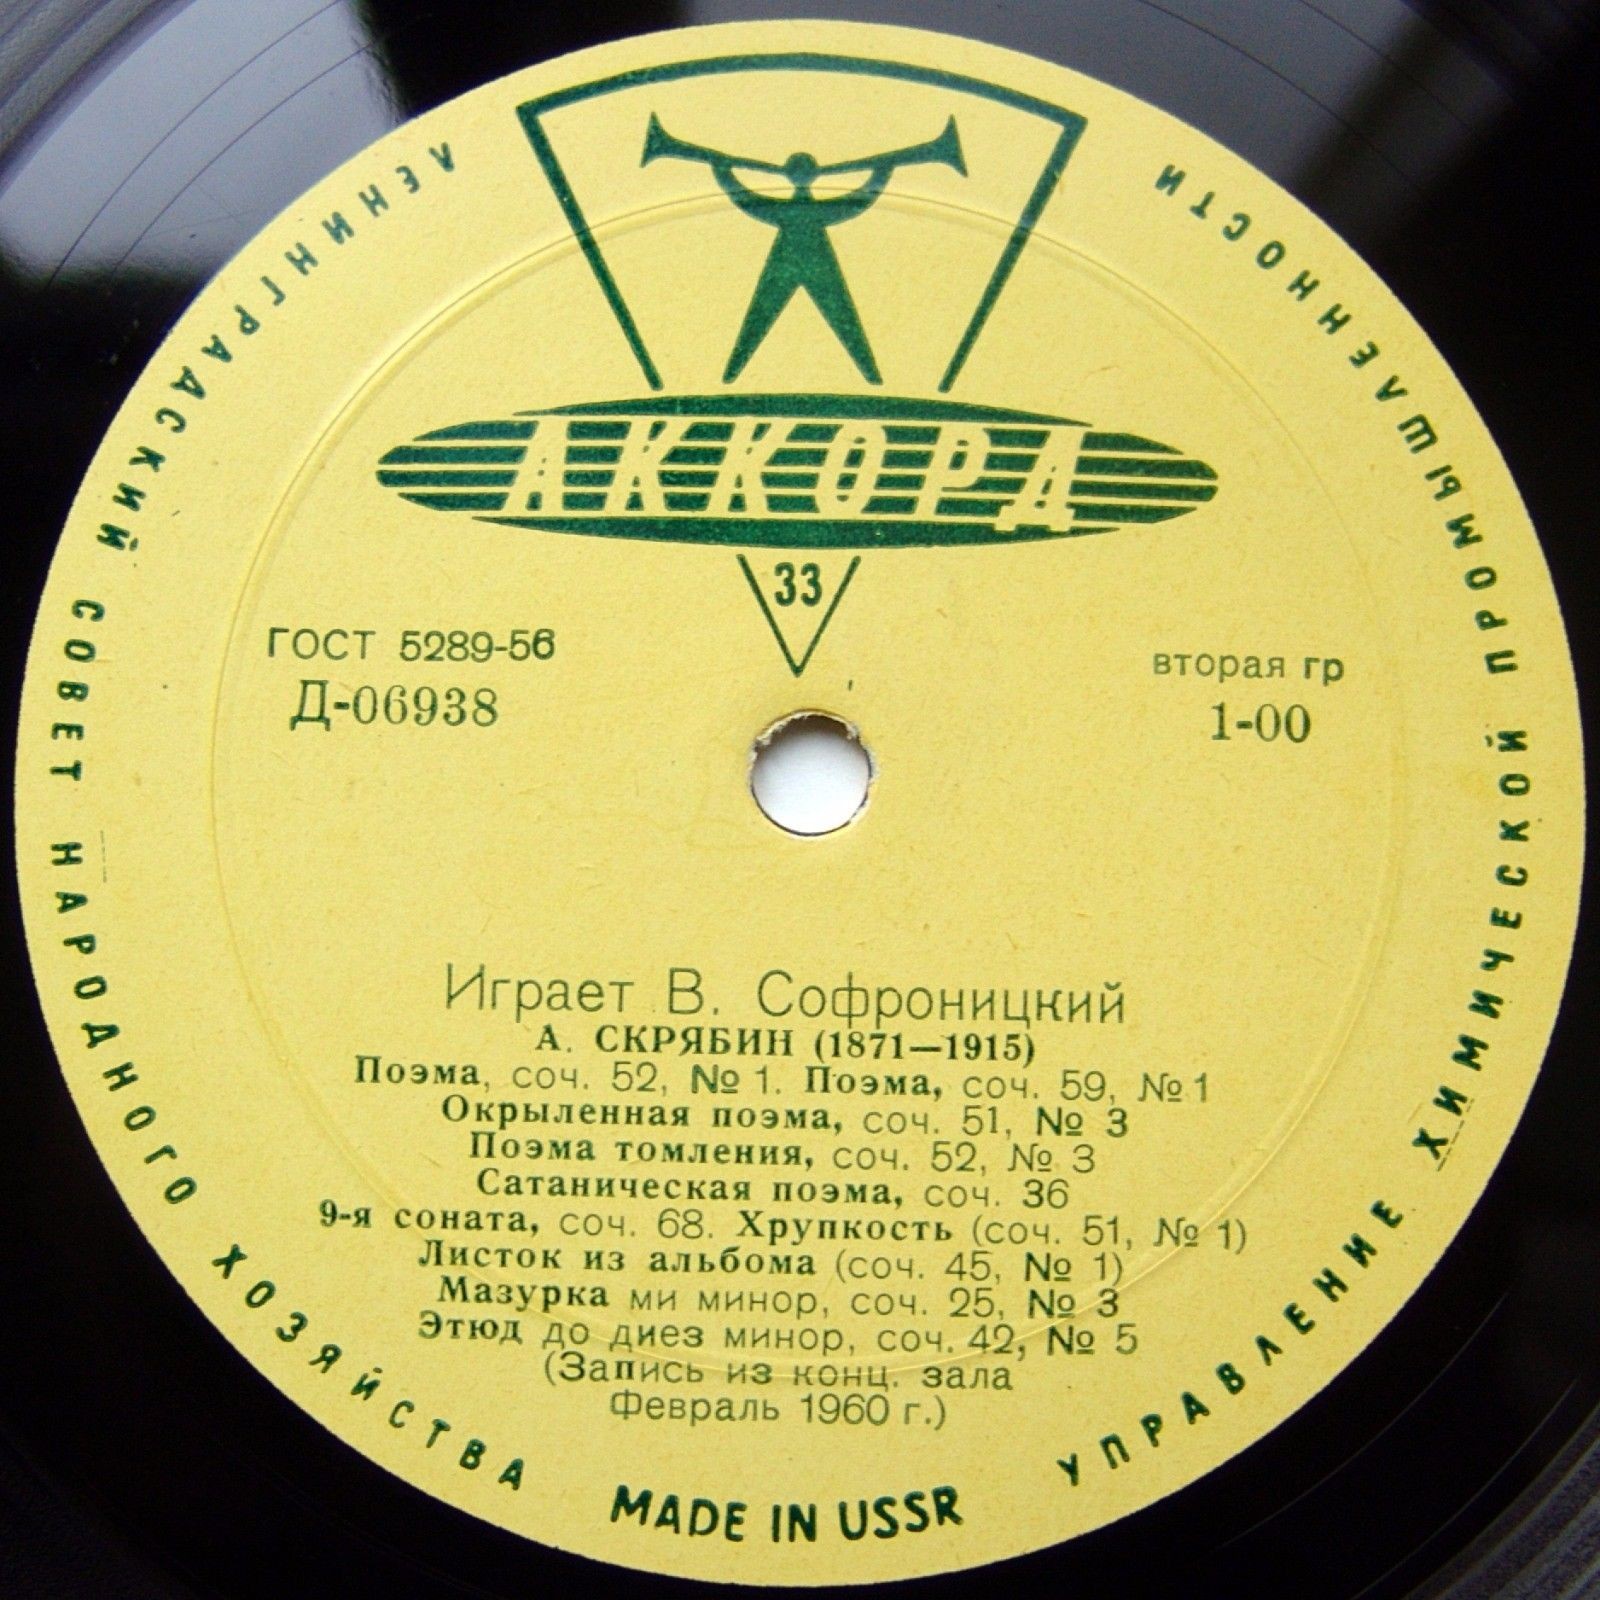 ЛЕНИНГРАДСКИЙ СОВЕТ НАРОДНОГО ХОЗЯЙСТВА
УПРАВЛЕНИЕ ХИМИЧЕСКОЙ ПРОМЫШЛЕННОСТИ
АККОРД
33
ГОСТ 5289-56
вторая гр
Д-06938
1-00
Играет В. Софроницкий
А. СКРЯБИН (1871—1915)
Поэма, соч. 52, № 1. Поэма, соч. 59, № 1
Окрыленная поэма, соч. 51, № 3
Поэма томления, соч. 52, № 3
Сатаническая поэма, соч. 36
9-я соната, соч. 68. Хрупкость (соч. 51, № 1)
Листок из альбома (соч. 45, № 1)
Мазурка ми минор, соч. 25, № 3
Этюд до диез минор, соч. 42, № 5
(Запись из конц. зала
Февраль 1960 г.)
MADE IN USSR